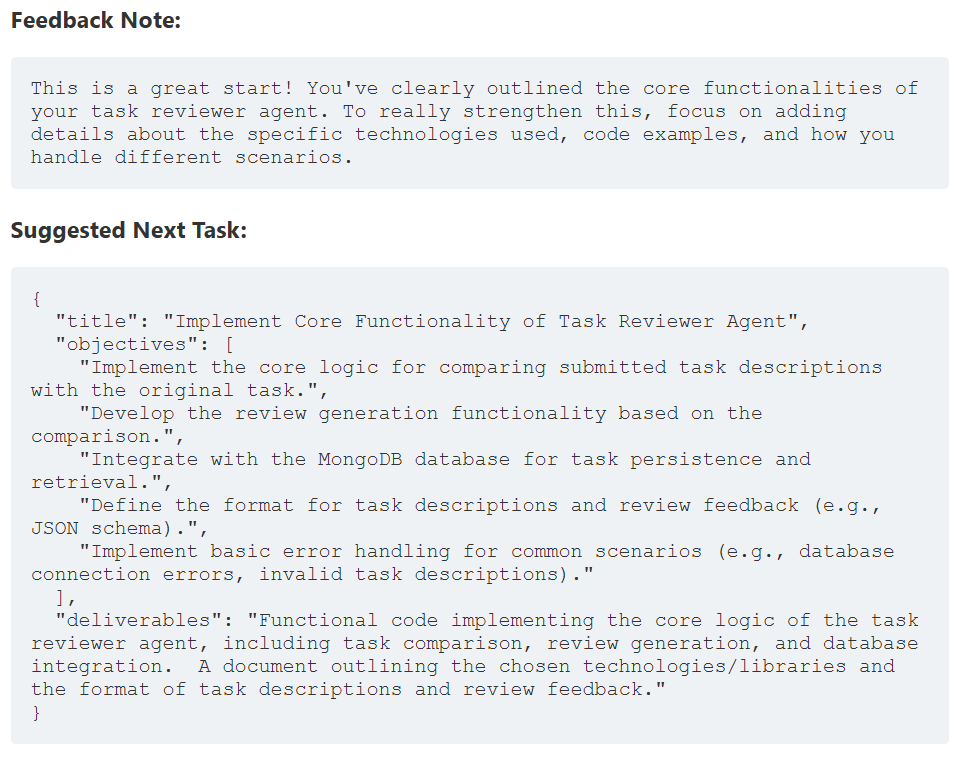 Feedback Note:
This is a great start! You've clearly outlined the core functionalities of
your task reviewer agent. To really strengthen this, focus on adding
details about the specific technologies used, code examples, and how you
handle different scenarios.
Suggested Next Task:
{
  "title": "Implement Core Functionality of Task Reviewer Agent",
  "objectives": [
    "Implement the core logic for comparing submitted task descriptions
with the original task.",
    "Develop the review generation functionality based on the
comparison.",
    "Integrate with the MongoDB database for task persistence and
retrieval.",
    "Define the format for task descriptions and review feedback (e.g.,
JSON schema).",
    "Implement basic error handling for common scenarios (e.g., database
connection errors, invalid task descriptions)."
  ],
  "deliverables": "Functional code implementing the core logic of the task
reviewer agent, including task comparison, review generation, and database
integration.  A document outlining the chosen technologies/libraries and
the format of task descriptions and review feedback."
}